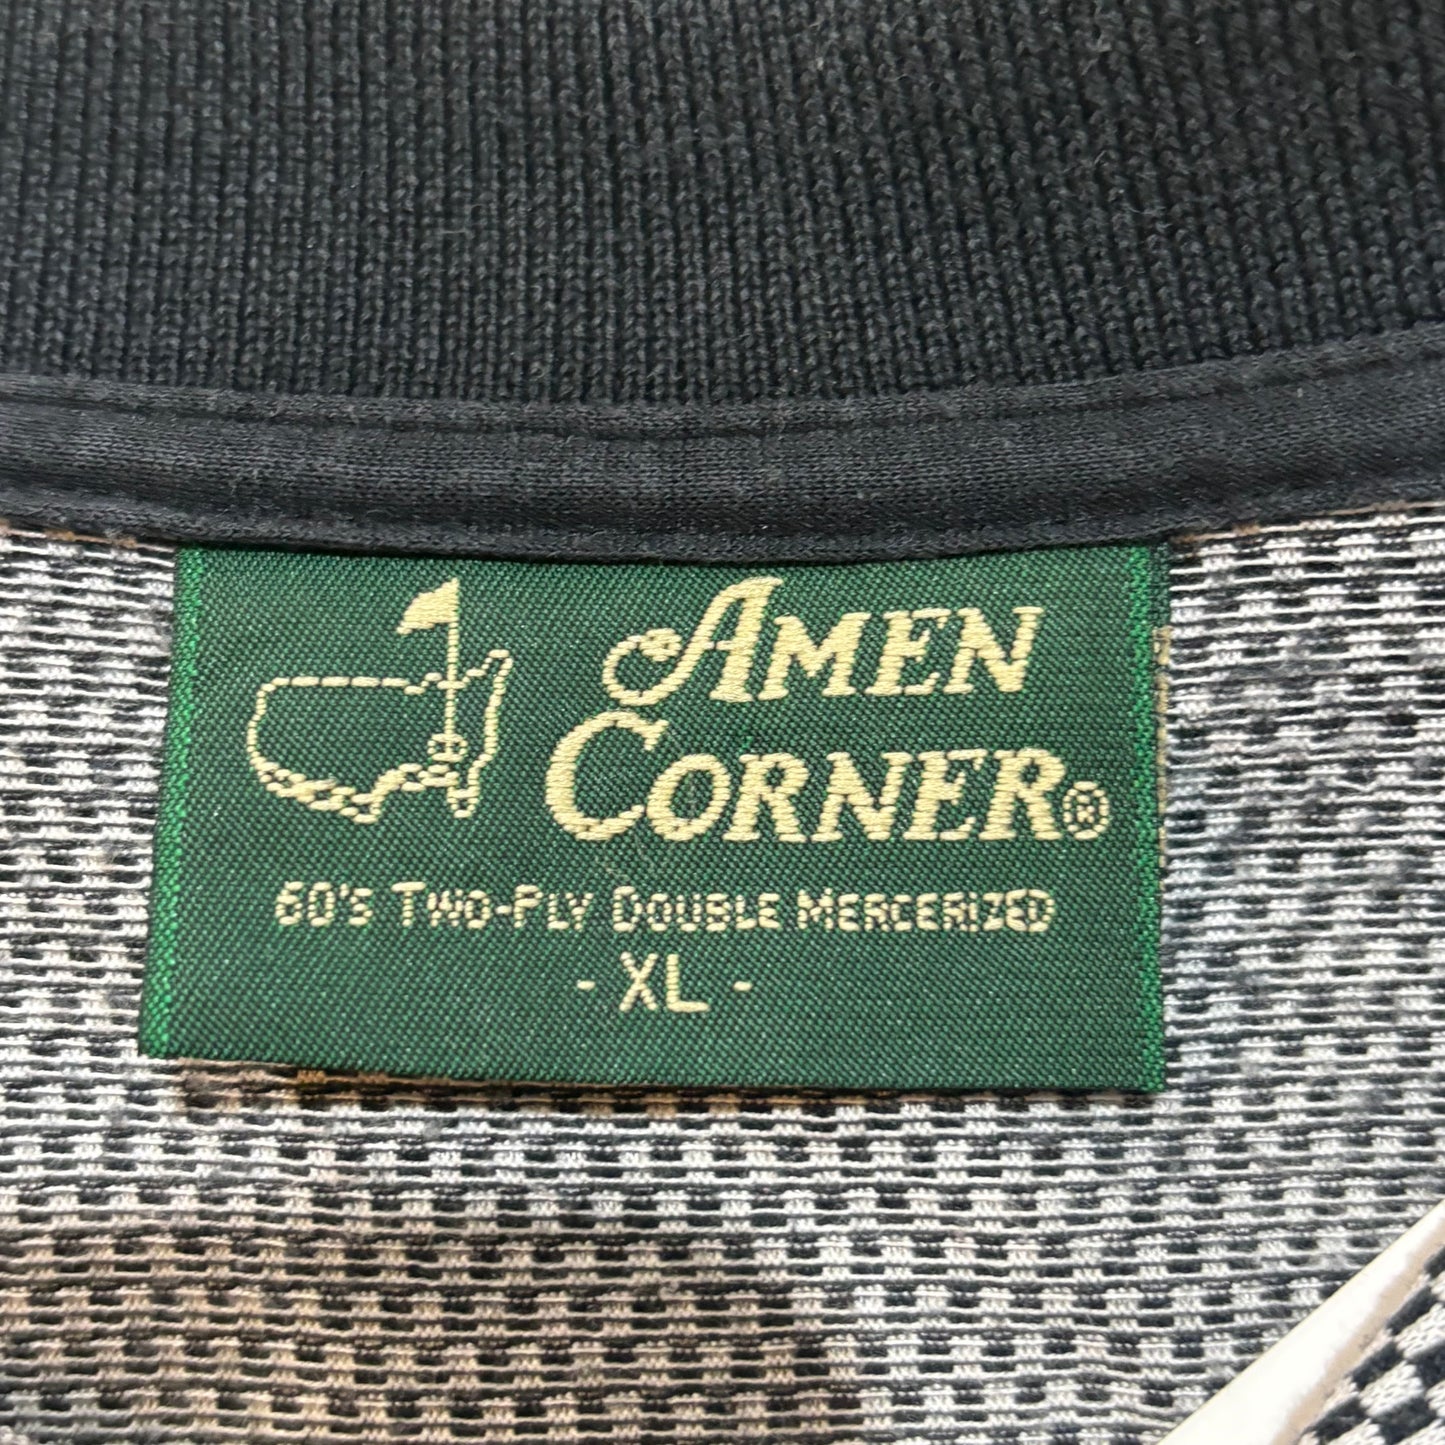 AMEN
CORNER®
60's TWO-PLY DOUBLE MERCERIZED
- XL -